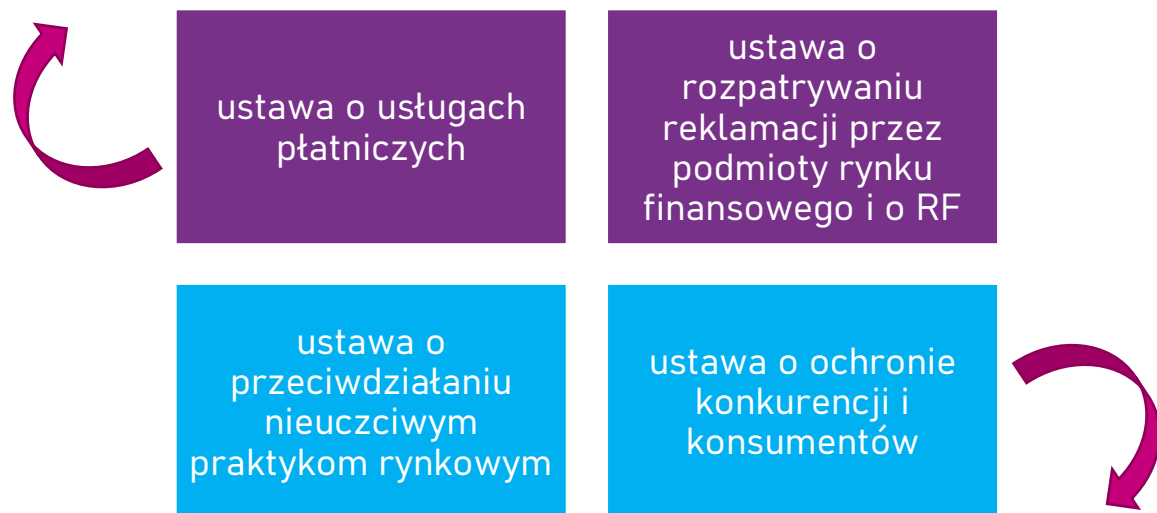 ustawa o usługach
płatniczych
ustawa o
rozpatrywaniu
reklamacji przez
podmioty rynku
finansowego i o RF
ustawa o
przeciwdziałaniu
nieuczciwym
praktykom rynkowym
ustawa o ochronie
konkurencji i
konsumentów